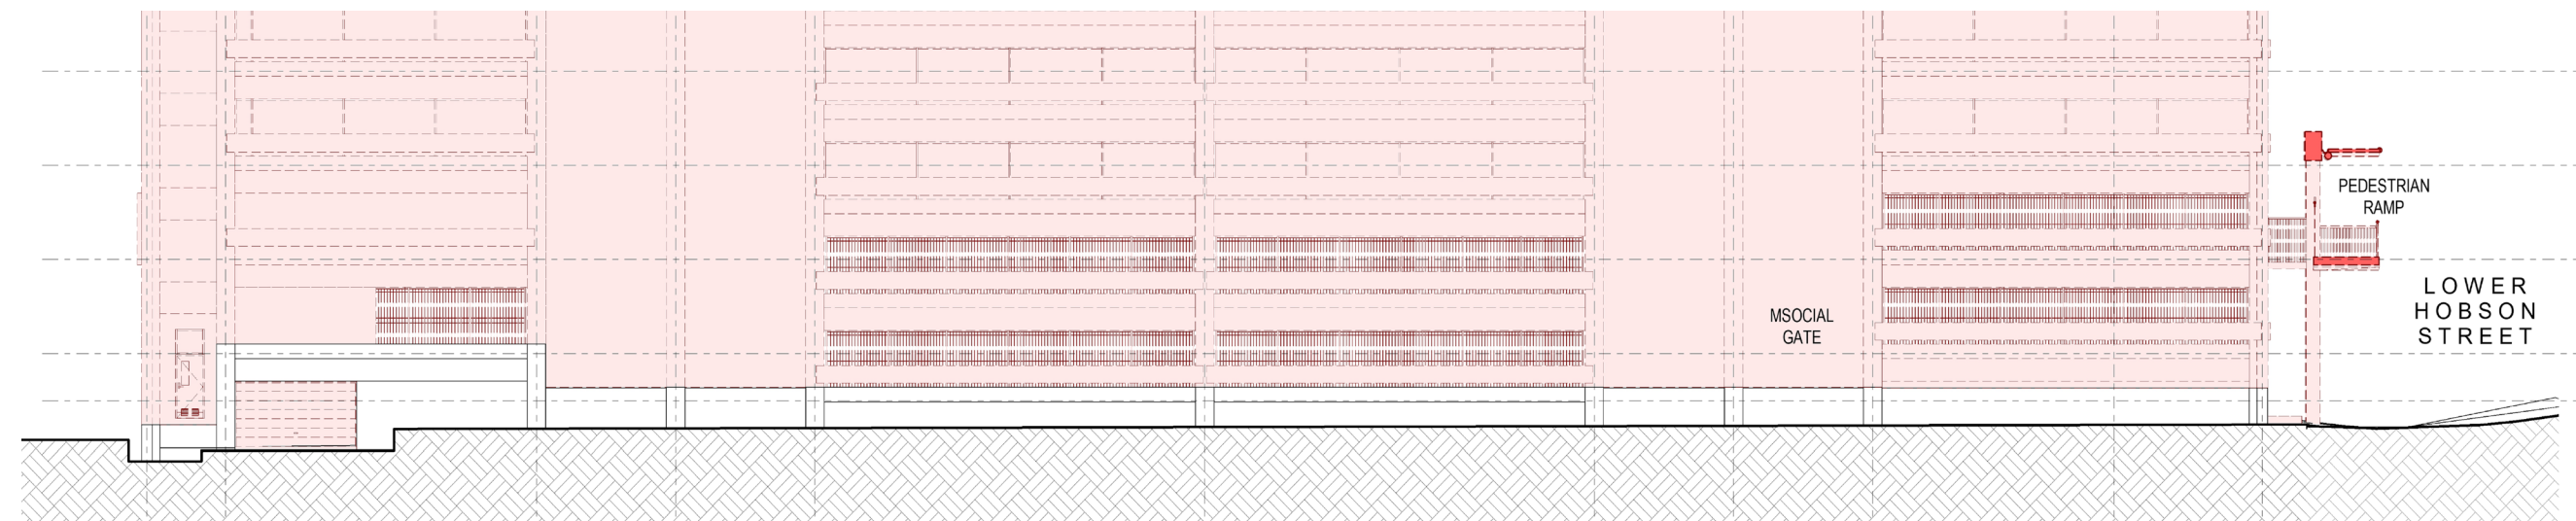 MSOCIAL
GATE
PEDESTRIAN
RAMP
LOWER
HOBSON
STREET